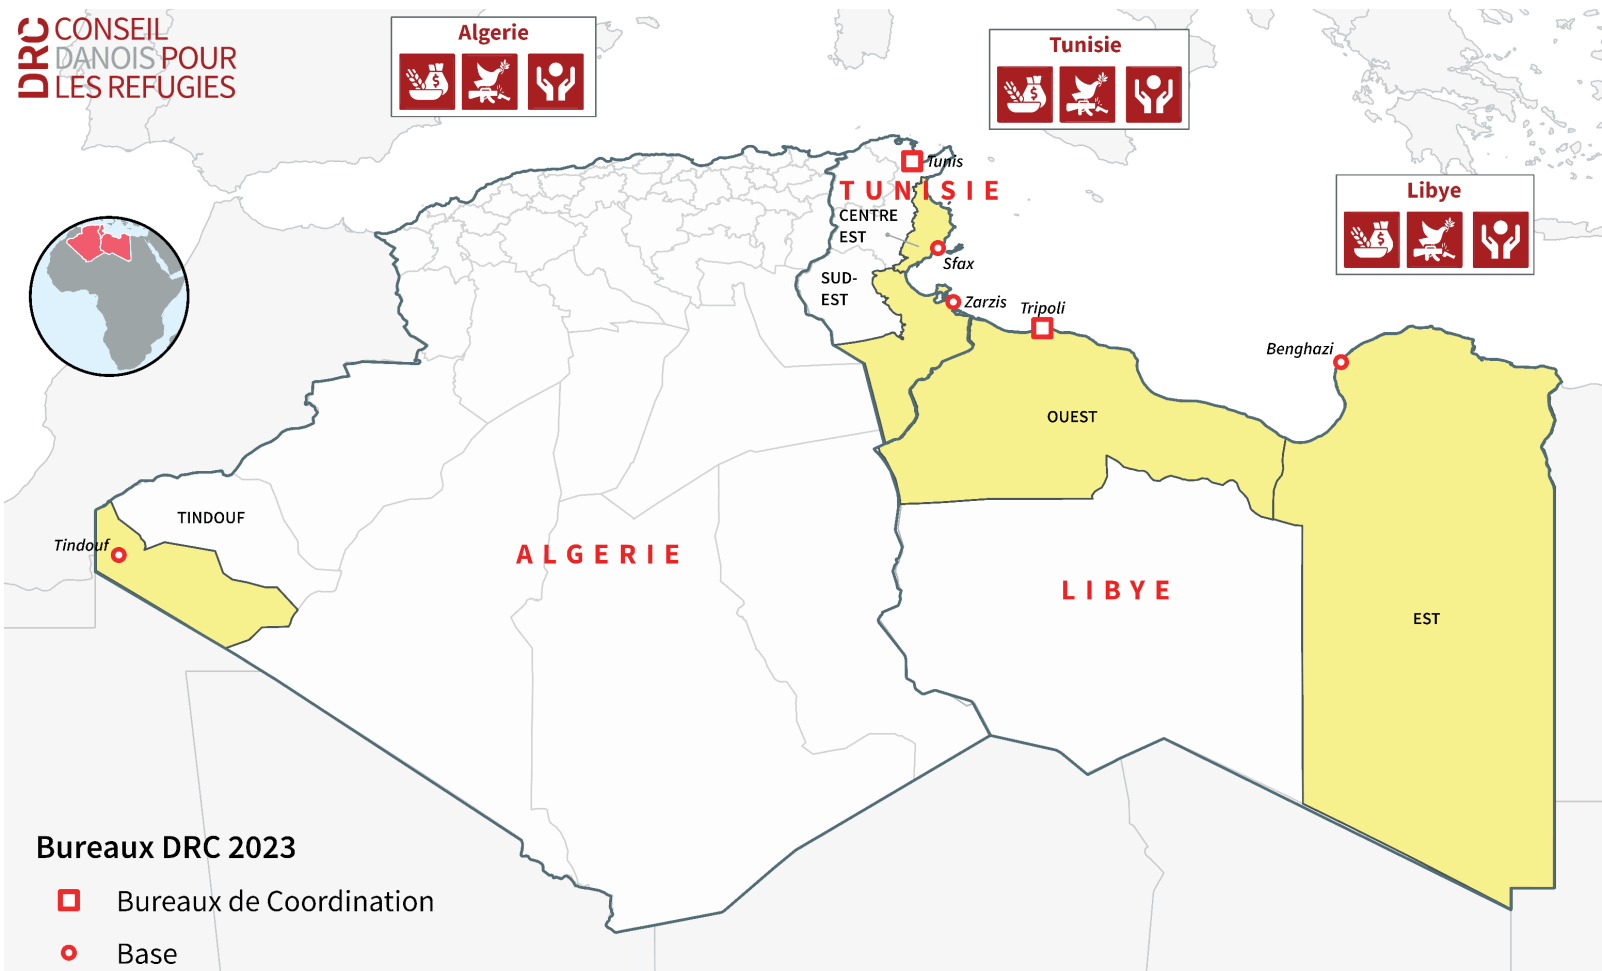 DRC
CONSEIL
DANOIS POUR
LES REFUGIES
Algerie
$
Tunisie
$
Libye
$
Tunis
TUNISIE
CENTRE
EST
Sfax
SUD-
EST
Zarzis
Tripoli
Benghazi
OUEST
TINDOUF
Tindouf
ALGERIE
LIBYE
EST
Bureaux DRC 2023
Bureaux de Coordination
Base